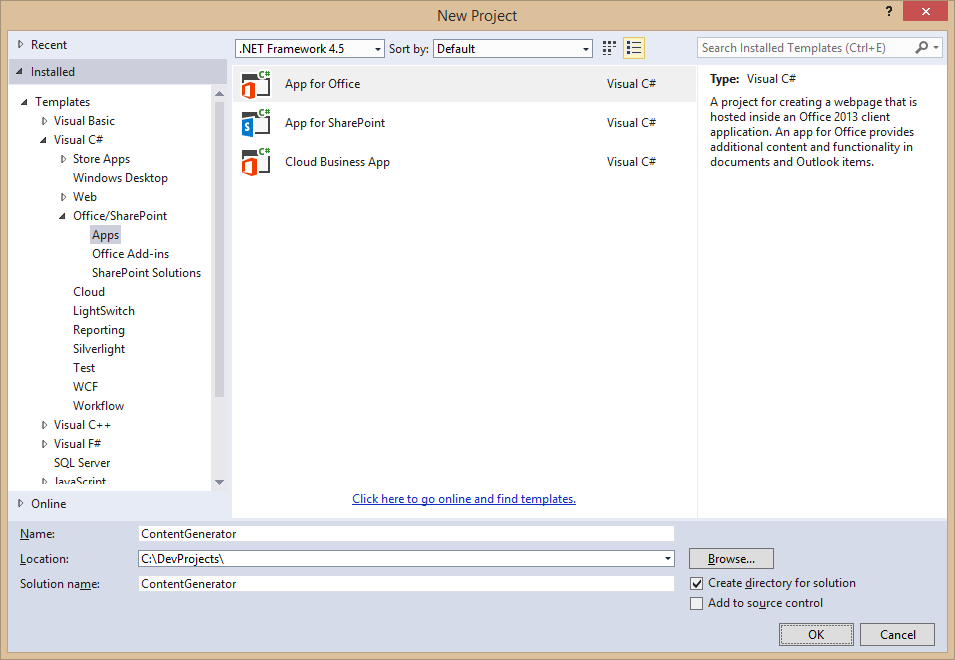 New Project
?
Recent
.NET Framework 4.5
Sort by:
Default
Search Installed Templates (Ctrl+E)
Installed
Templates
Visual Basic
Visual C#
Store Apps
Windows Desktop
Web
Office/SharePoint
Apps
Office Add-ins
SharePoint Solutions
Cloud
LightSwitch
Reporting
Silverlight
Test
WCF
Workflow
Visual C++
Visual F#
SQL Server
JavaScript
Online
C# App for Office Visual C#
C# App for SharePoint Visual C#
C# Cloud Business App Visual C#
Click here to go online and find templates.
Type: Visual C#
A project for creating a webpage that is
hosted inside an Office 2013 client
application. An app for Office provides
additional content and functionality in
documents and Outlook items.
Name: ContentGenerator
Location: C:\DevProjects\
Browse...
Solution name: ContentGenerator
Create directory for solution
Add to source control
OK
Cancel